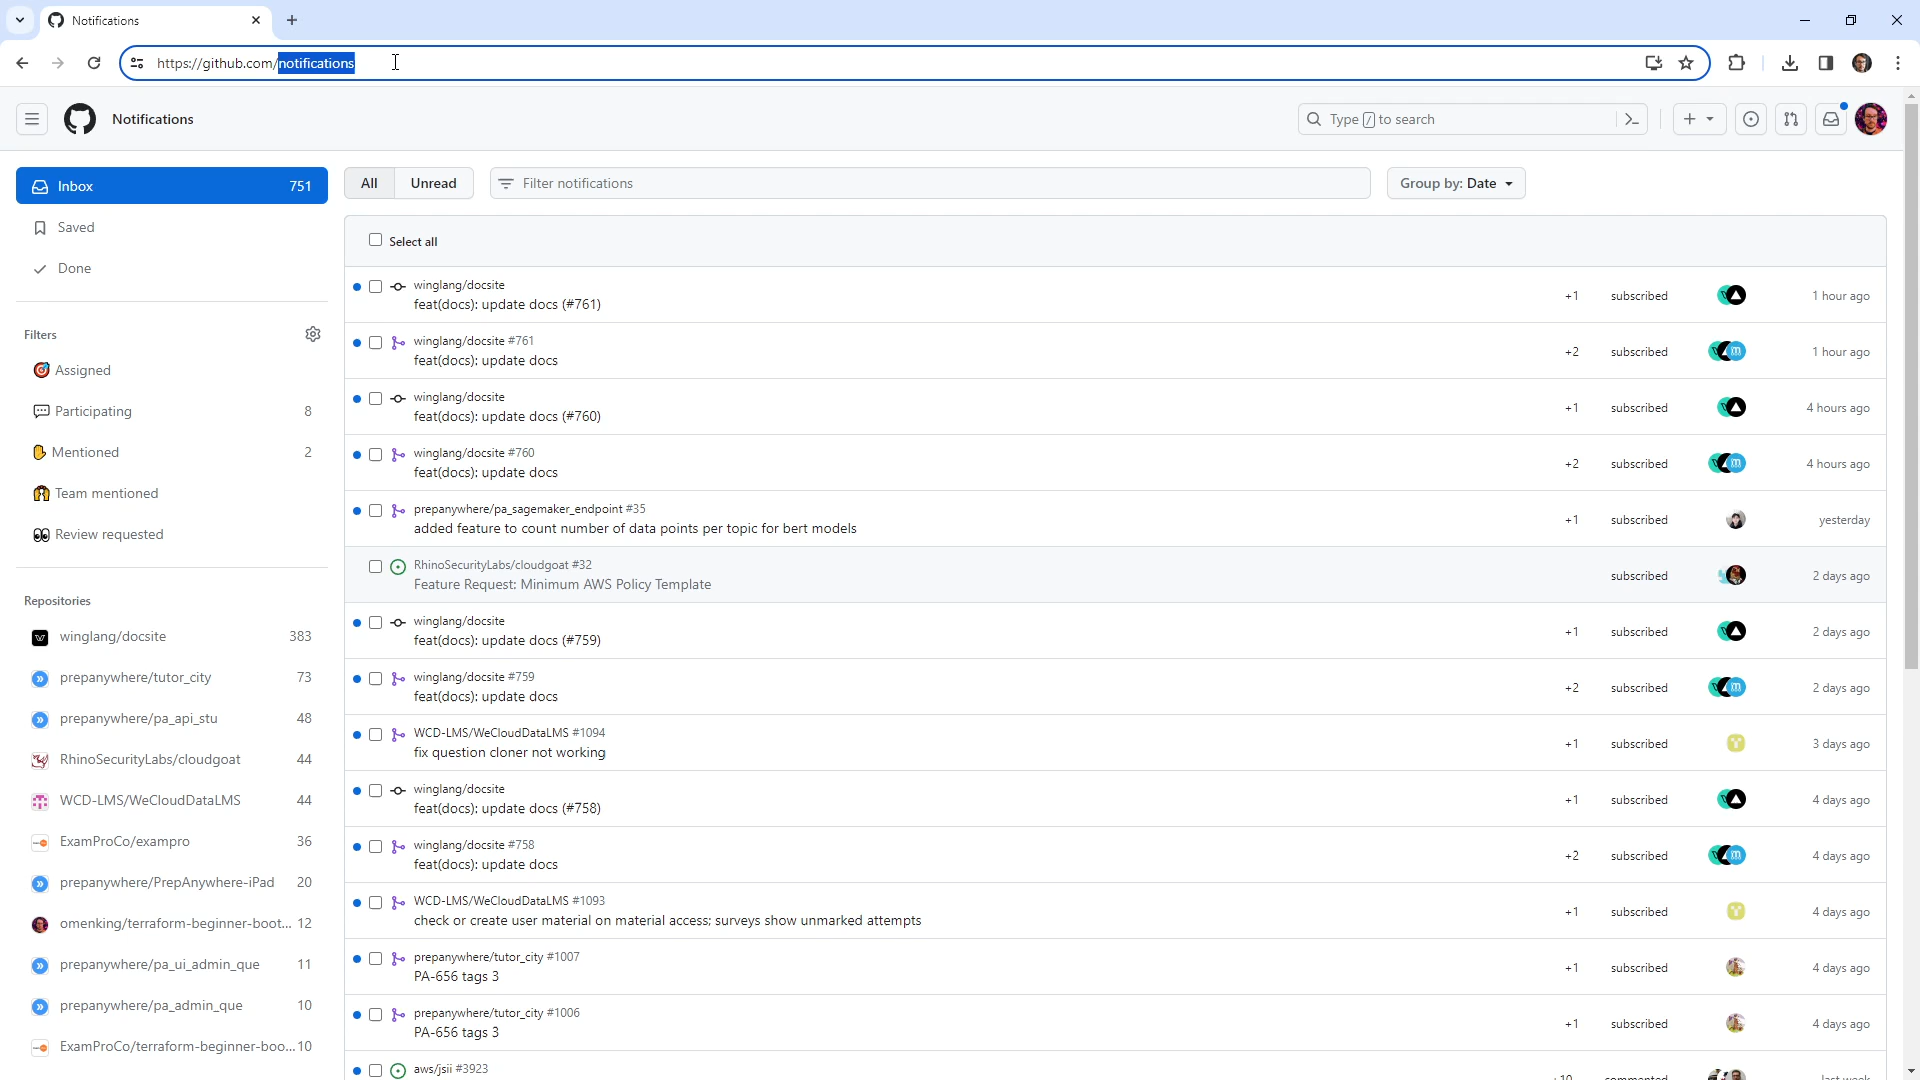 Notifications
https://github.com/notifications
Notifications
Type / to search
Inbox 751
Saved
Done
Filters
Assigned
Participating 8
Mentioned 2
Team mentioned
Review requested
Repositories
winglang/docsite 383
prepanywhere/tutor_city 73
prepanywhere/pa_api_stu 48
RhinoSecurityLabs/cloudgoat 44
WCD-LMS/WeCloudDataLMS 44
ExamProCo/exampro 36
prepanywhere/PrepAnywhere-iPad 20
omenking/terraform-beginner-boot... 12
prepanywhere/pa_ui_admin_que 11
prepanywhere/pa_admin_que 10
ExamProCo/terraform-beginner-boo... 10
All Unread Filter notifications Group by: Date
Select all
winglang/docsite
feat(docs): update docs (#761)
+1 subscribed 1 hour ago
winglang/docsite #761
feat(docs): update docs
+2 subscribed 1 hour ago
winglang/docsite
feat(docs): update docs (#760)
+1 subscribed 4 hours ago
winglang/docsite #760
feat(docs): update docs
+2 subscribed 4 hours ago
prepanywhere/pa_sagemaker_endpoint #35
added feature to count number of data points per topic for bert models
+1 subscribed yesterday
RhinoSecurityLabs/cloudgoat #32
Feature Request: Minimum AWS Policy Template
subscribed 2 days ago
winglang/docsite
feat(docs): update docs (#759)
+1 subscribed 2 days ago
winglang/docsite #759
feat(docs): update docs
+2 subscribed 2 days ago
WCD-LMS/WeCloudDataLMS #1094
fix question cloner not working
+1 subscribed 3 days ago
winglang/docsite
feat(docs): update docs (#758)
+1 subscribed 4 days ago
winglang/docsite #758
feat(docs): update docs
+2 subscribed 4 days ago
WCD-LMS/WeCloudDataLMS #1093
check or create user material on material access; surveys show unmarked attempts
+1 subscribed 4 days ago
prepanywhere/tutor_city #1007
PA-656 tags 3
+1 subscribed 4 days ago
prepanywhere/tutor_city #1006
PA-656 tags 3
+1 subscribed 4 days ago
aws/jsii #3923
+10 commented last week